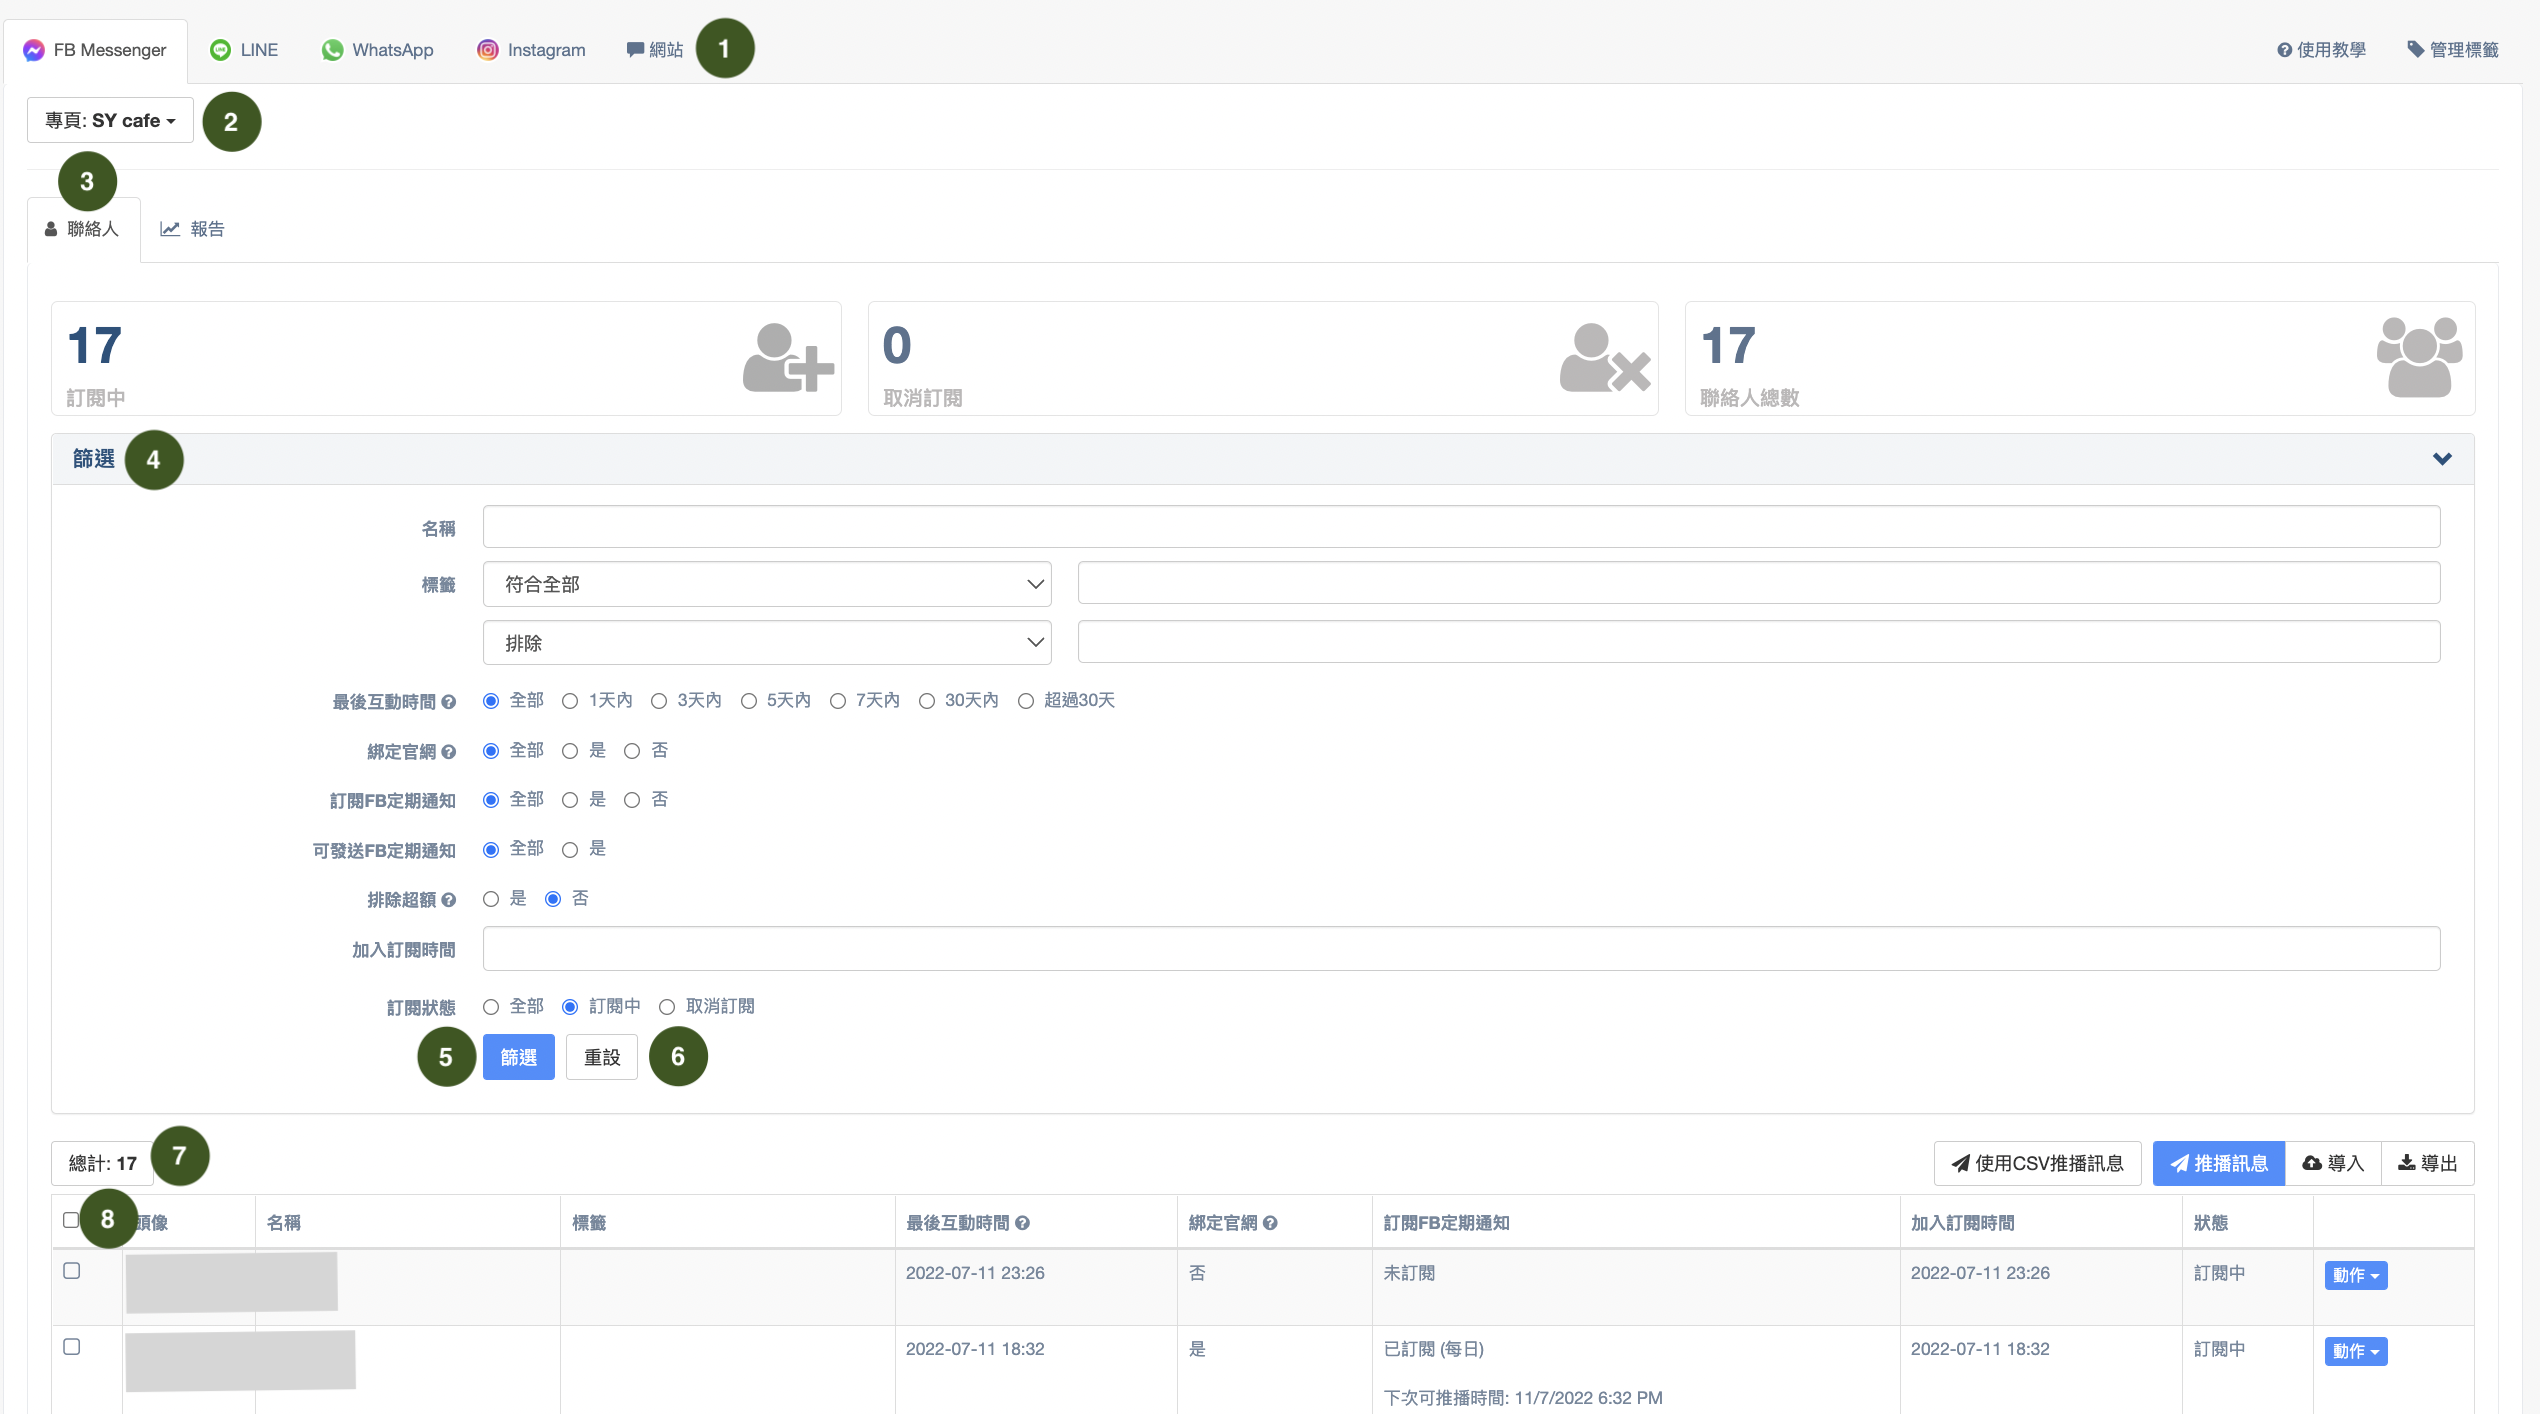 FB Messenger LINE WhatsApp Instagram 網站 1 使用教學 管理標籤
專頁: SY cafe 2
3
聯絡人 報告
17 0 17
訂閱中 取消訂閱 聯絡人總數
篩選 4
名稱
標籤 符合全部
排除
最後互動時間 全部 1天內 3天內 5天內 7天內 30天內 超過30天
綁定官網 全部 是 否
訂閱FB定期通知 全部 是 否
可發送FB定期通知 全部 是
排除超額 是 否
加入訂閱時間
訂閱狀態 全部 訂閱中 取消訂閱
5 篩選 重設 6
總計: 17 7 使用CSV推播訊息 推播訊息 導入 導出
8 頭像 名稱 標籤 最後互動時間 綁定官網 訂閱FB定期通知 加入訂閱時間 狀態
2022-07-11 23:26 否 未訂閱 2022-07-11 23:26 訂閱中 動作
2022-07-11 18:32 是 已訂閱 (每日) 2022-07-11 18:32 訂閱中 動作
下次可推播時間: 11/7/2022 6:32 PM